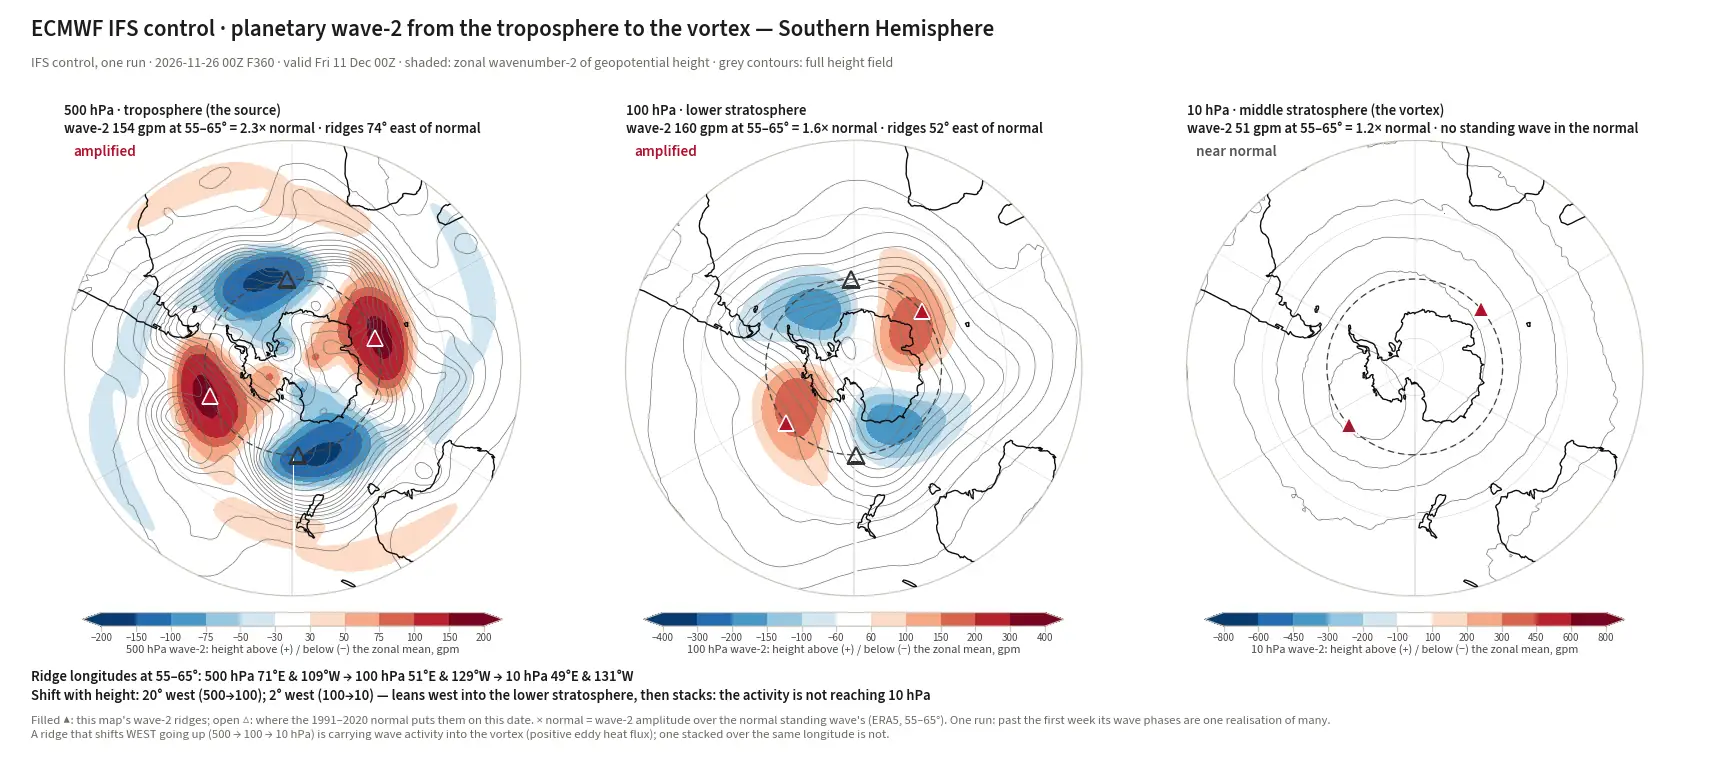 ECMWF IFS control · planetary wave-2 from the troposphere to the vortex — Southern Hemisphere
IFS control, one run · 2026-11-26 00Z F360 · valid Fri 11 Dec 00Z · shaded: zonal wavenumber-2 of geopotential height · grey contours: full height field
500 hPa · troposphere (the source)
wave-2 154 gpm at 55–65° = 2.3× normal · ridges 74° east of normal
amplified
100 hPa · lower stratosphere
wave-2 160 gpm at 55–65° = 1.6× normal · ridges 52° east of normal
amplified
10 hPa · middle stratosphere (the vortex)
wave-2 51 gpm at 55–65° = 1.2× normal · no standing wave in the normal
near normal
−200 −150 −100 −75 −50 −30 30 50 75 100 150 200
500 hPa wave-2: height above (+) / below (−) the zonal mean, gpm
−400 −300 −200 −150 −100 −60 60 100 150 200 300 400
100 hPa wave-2: height above (+) / below (−) the zonal mean, gpm
−800 −600 −450 −300 −200 −100 100 200 300 450 600 800
10 hPa wave-2: height above (+) / below (−) the zonal mean, gpm
Ridge longitudes at 55–65°: 500 hPa 71°E & 109°W → 100 hPa 51°E & 129°W → 10 hPa 49°E & 131°W
Shift with height: 20° west (500→100); 2° west (100→10) — leans west into the lower stratosphere, then stacks: the activity is not reaching 10 hPa
Filled ▲: this map's wave-2 ridges; open △: where the 1991–2020 normal puts them on this date. × normal = wave-2 amplitude over the normal standing wave's (ERA5, 55–65°). One run: past the first week its wave phases are one realisation of many.
A ridge that shifts WEST going up (500 → 100 → 10 hPa) is carrying wave activity into the vortex (positive eddy heat flux); one stacked over the same longitude is not.